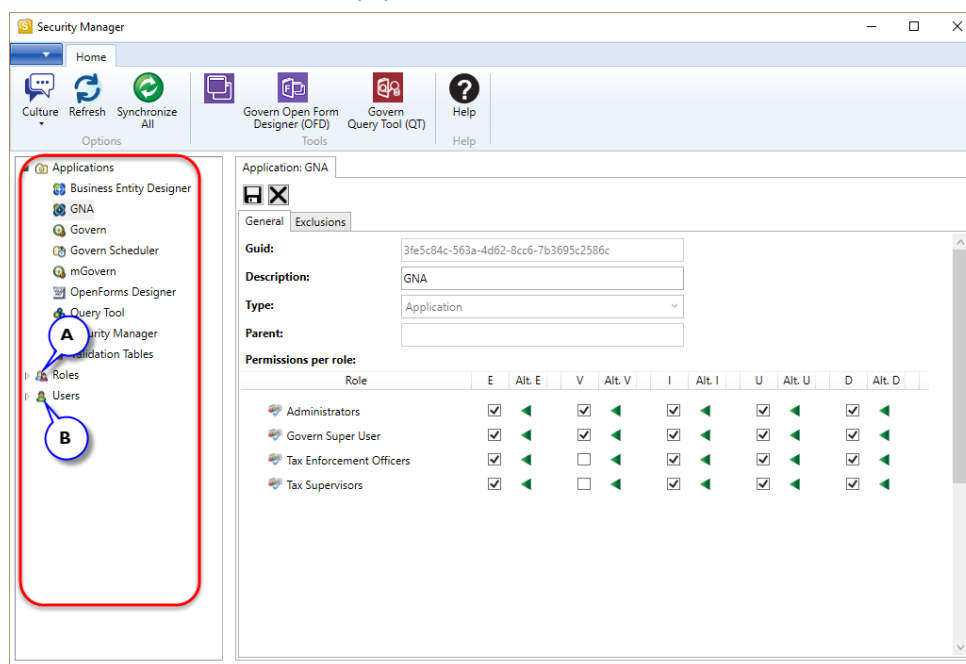 Security Manager
Home
Culture Refresh Synchronize All
Govern Open Form Designer (OFD)
Govern Query Tool (QT)
Help
Options
Tools
Help
Applications
Business Entity Designer
GNA
Govern
Govern Scheduler
mGovern
OpenForms Designer
Query Tool
urity Manager
idation Tables
Roles
Users
A
B
Application: GNA
General Exclusions
Guid: 3fe5c84c-563a-4d62-8cc6-7b3695c2586c
Description: GNA
Type: Application
Parent:
Permissions per role:
Role E Alt. E V Alt. V I Alt. I U Alt. U D Alt. D
Administrators
Govern Super User
Tax Enforcement Officers
Tax Supervisors